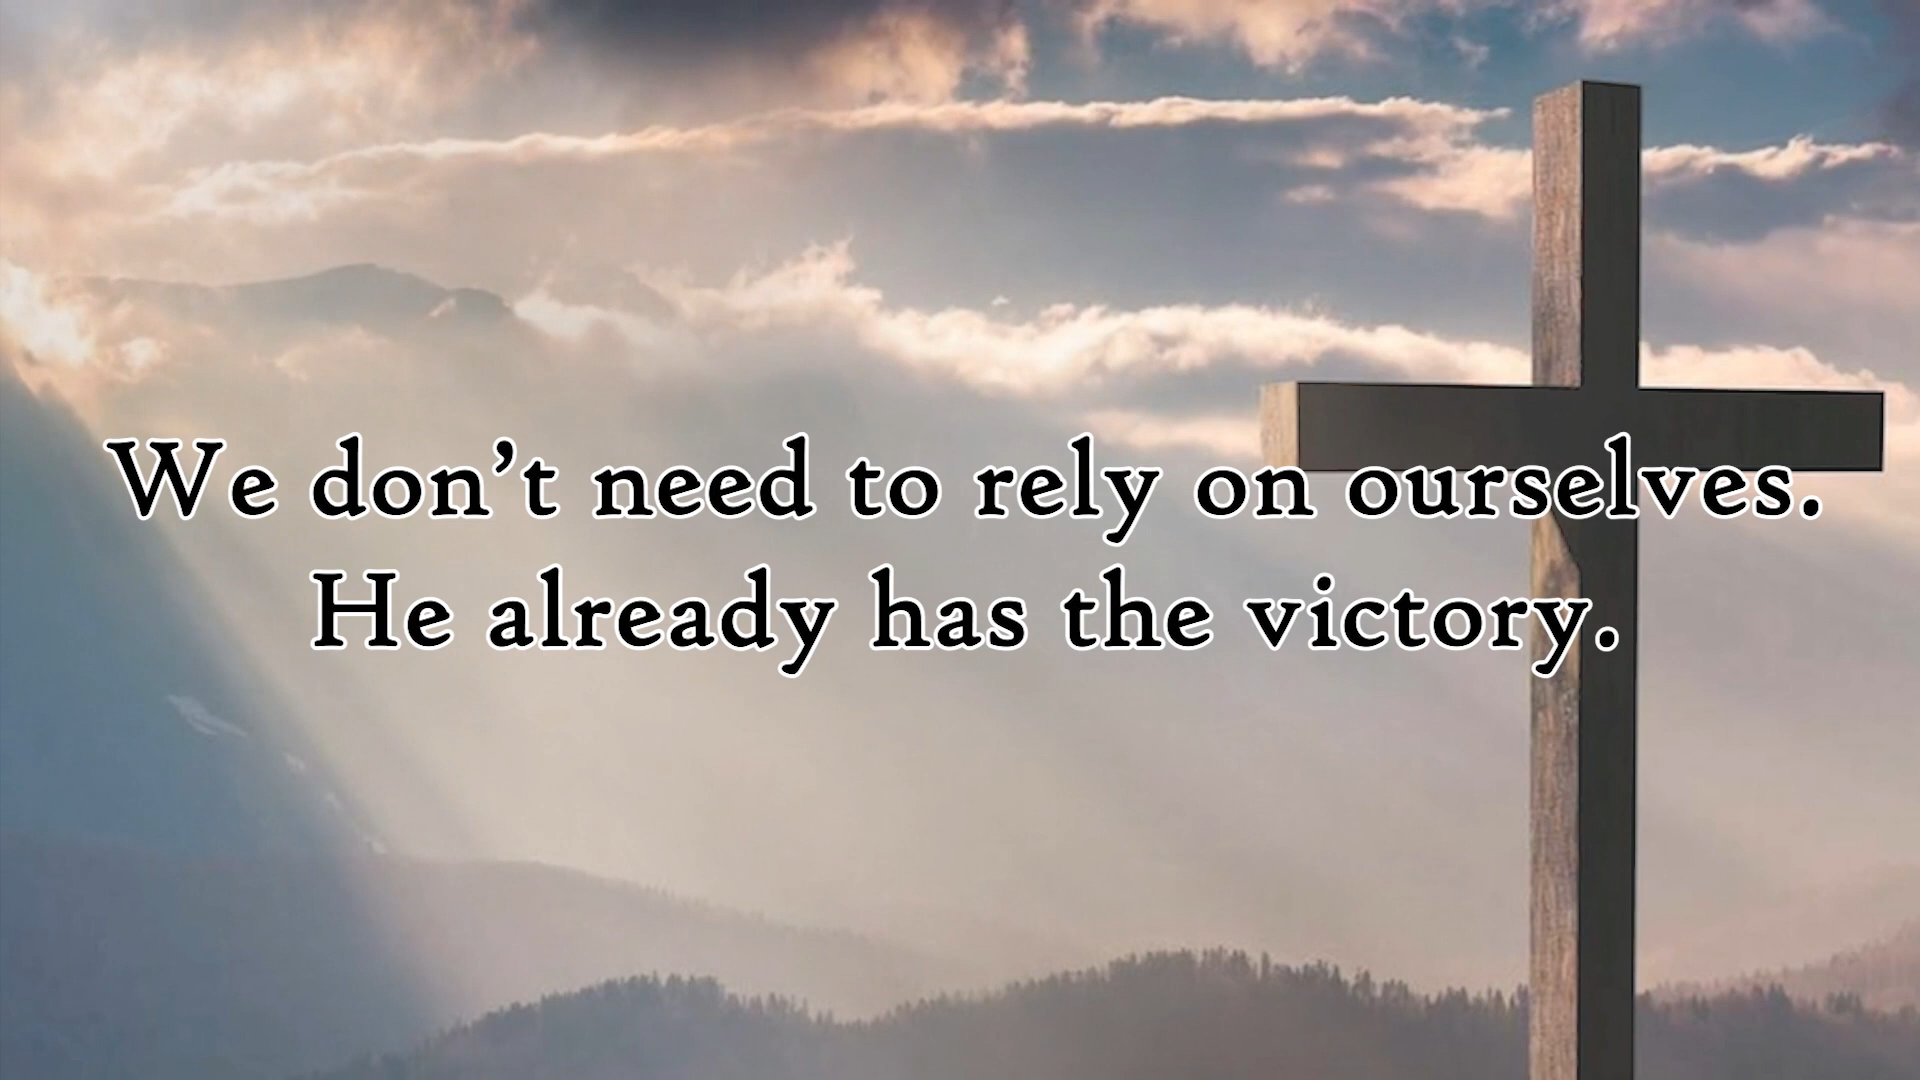 We don’t need to rely on ourselves.
He already has the victory.